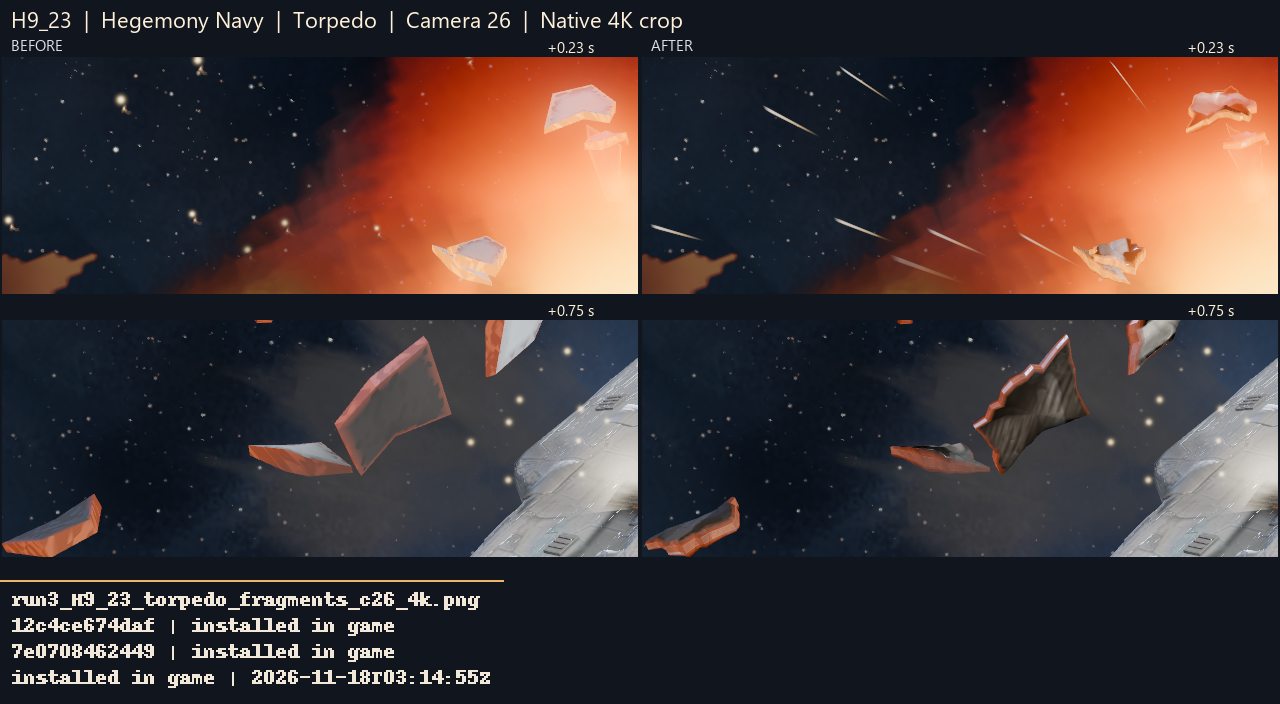 H9_23 | Hegemony Navy | Torpedo | Camera 26 | Native 4K crop
BEFORE +0.23 s AFTER +0.23 s
+0.75 s +0.75 s
run3_H9_23_torpedo_fragments_c26_4k.png
12c4ce674daf | installed in game
7e0708462449 | installed in game
installed in game | 2026-11-18T03:14:55Z